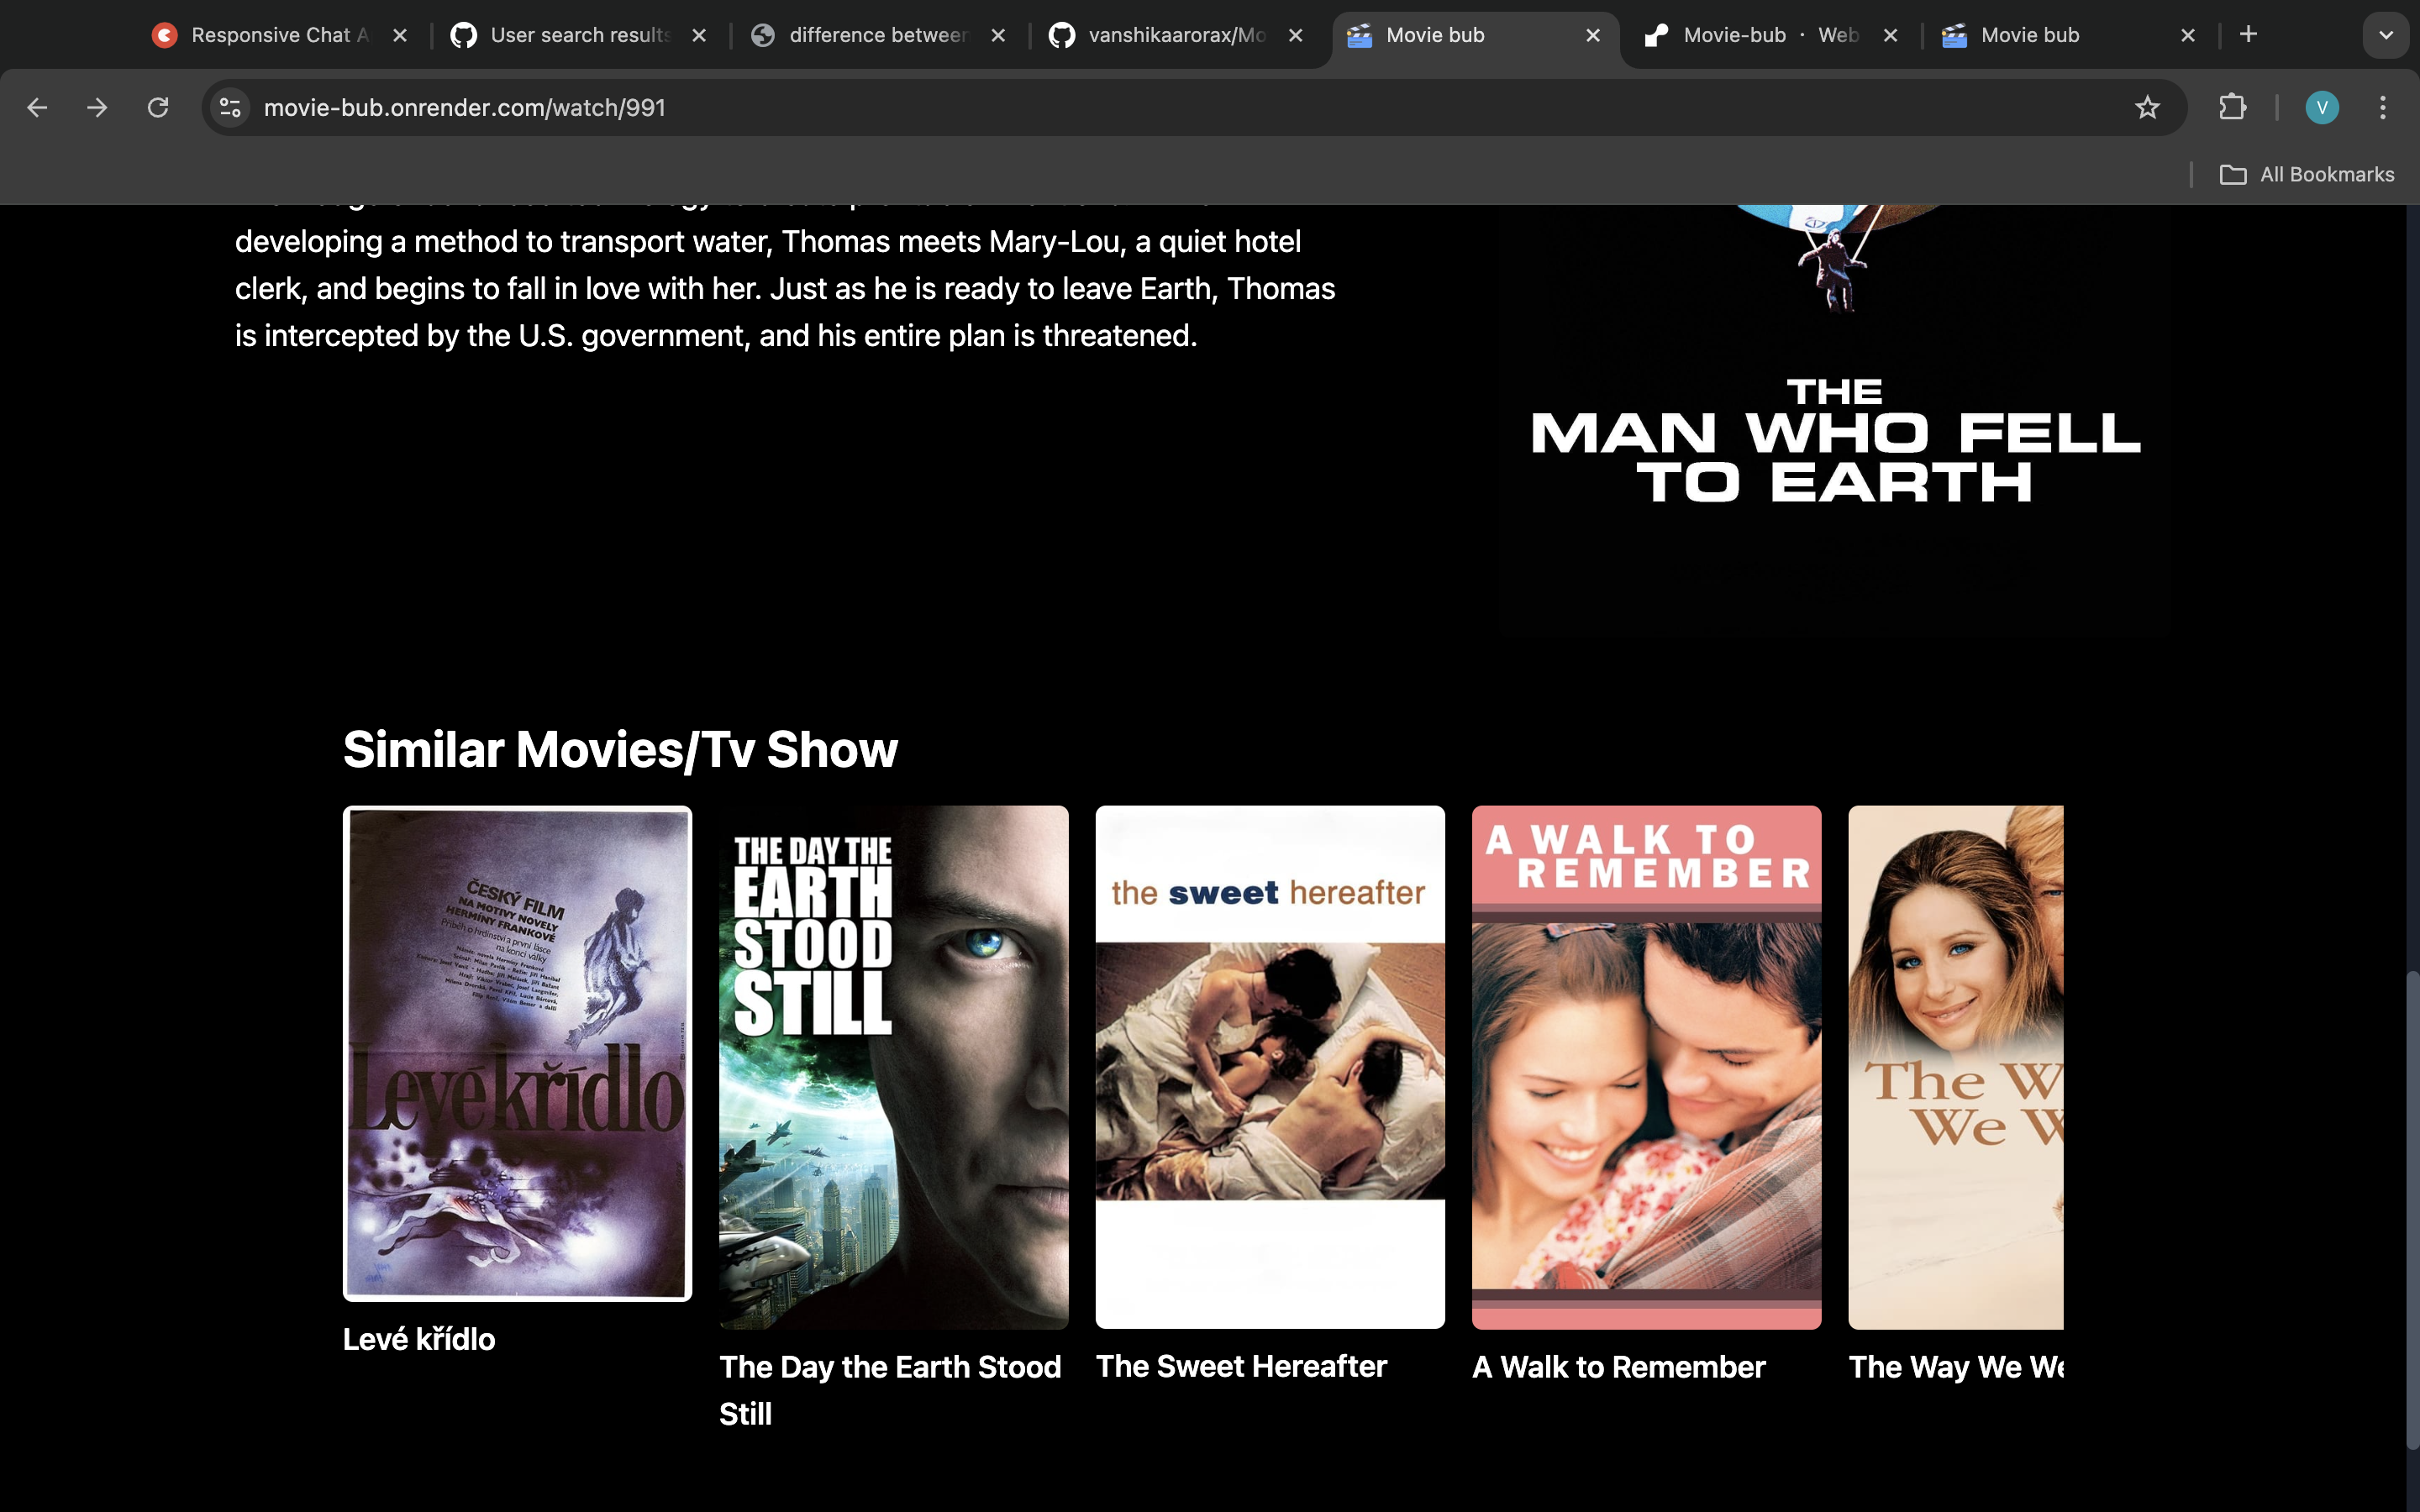 Responsive Chat A
User search results
difference between
vanshikaarorax/Mo
Movie bub
Movie-bub · Web
Movie bub
movie-bub.onrender.com/watch/991
V
All Bookmarks
developing a method to transport water, Thomas meets Mary-Lou, a quiet hotel
clerk, and begins to fall in love with her. Just as he is ready to leave Earth, Thomas
is intercepted by the U.S. government, and his entire plan is threatened.
THE
MAN WHO FELL
TO EARTH
Similar Movies/Tv Show
ČESKÝ FILM
NA MOTIVY NOVELY
HERMÍNY FRANKOVÉ
Příběh o hrdinství a první lásce
na konci války
Levé křídlo
THE DAY THE
EARTH
STOOD
STILL
the sweet hereafter
A WALK TO
REMEMBER
The W
We W
Levé křídlo
The Day the Earth Stood
Still
The Sweet Hereafter
A Walk to Remember
The Way We We